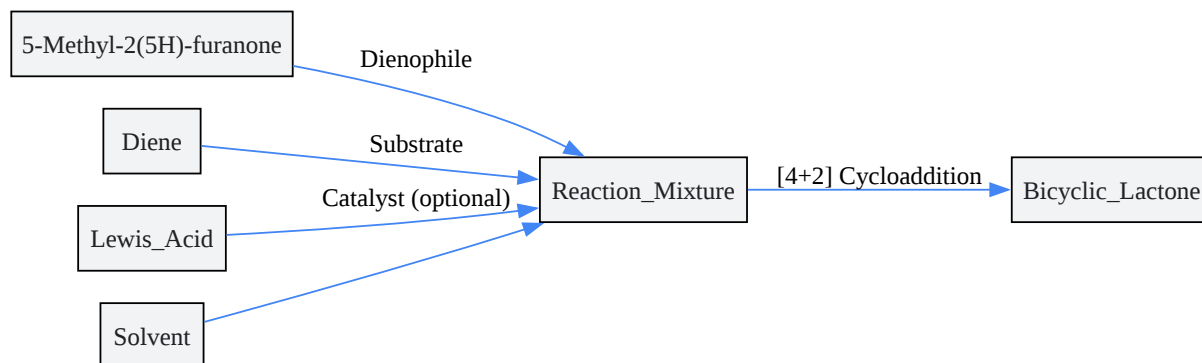 5-Methyl-2(5H)-furanone
Dienophile
Diene
Substrate
Catalyst (optional)
Lewis_Acid
Solvent
Reaction_Mixture
[4+2] Cycloaddition
Bicyclic_Lactone